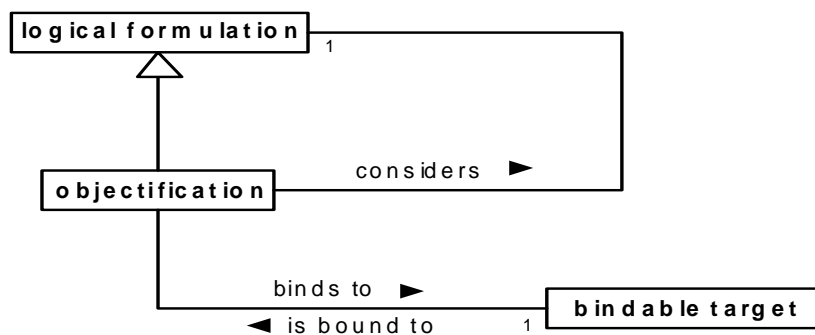 logical formulation
1
objectification
considers
binds to
is bound to
1
bindable target